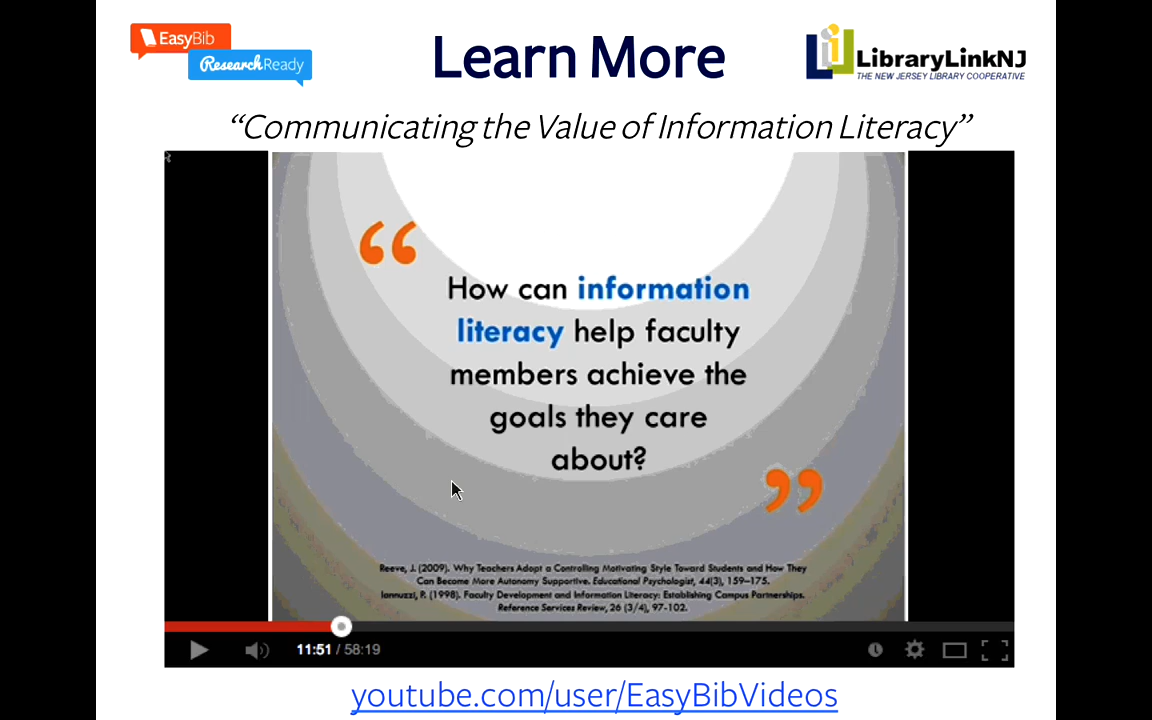 EasyBib
ResearchReady
Learn More
LibraryLinkNJ
THE NEW JERSEY LIBRARY COOPERATIVE
“Communicating the Value of Information Literacy”
“
How can information
literacy help faculty
members achieve the
goals they care
about?
”
Reeve, J. (2009). Why Teachers Adopt a Controlling Motivating Style Toward Students and How They
Can Become More Autonomy Supportive. Educational Psychologist, 44(3), 159–175.
Iannuzzi, P. (1998). Faculty Development and Information Literacy: Establishing Campus Partnerships.
Reference Services Review, 26 (3/4), 97-102.
11:51 / 58:19
youtube.com/user/EasyBibVideos